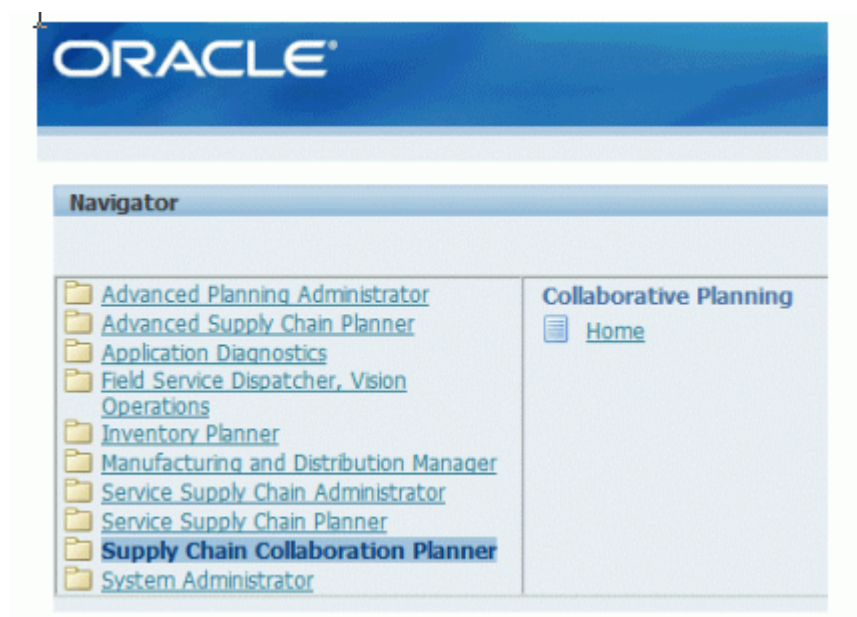 ORACLE®
Navigator
Advanced Planning Administrator
Advanced Supply Chain Planner
Application Diagnostics
Field Service Dispatcher, Vision
Operations
Inventory Planner
Manufacturing and Distribution Manager
Service Supply Chain Administrator
Service Supply Chain Planner
Supply Chain Collaboration Planner
System Administrator
Collaborative Planning
Home